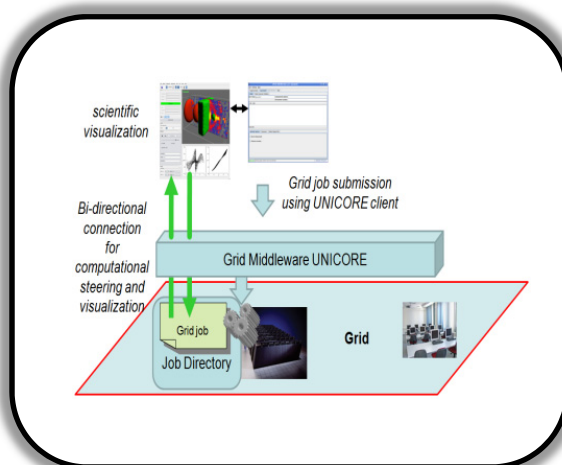 scientific
visualization
Grid job submission
using UNICORE client
Bi-directional
connection
for
computational
steering and
visualization
Grid Middleware UNICORE
Grid job
Grid
Job Directory